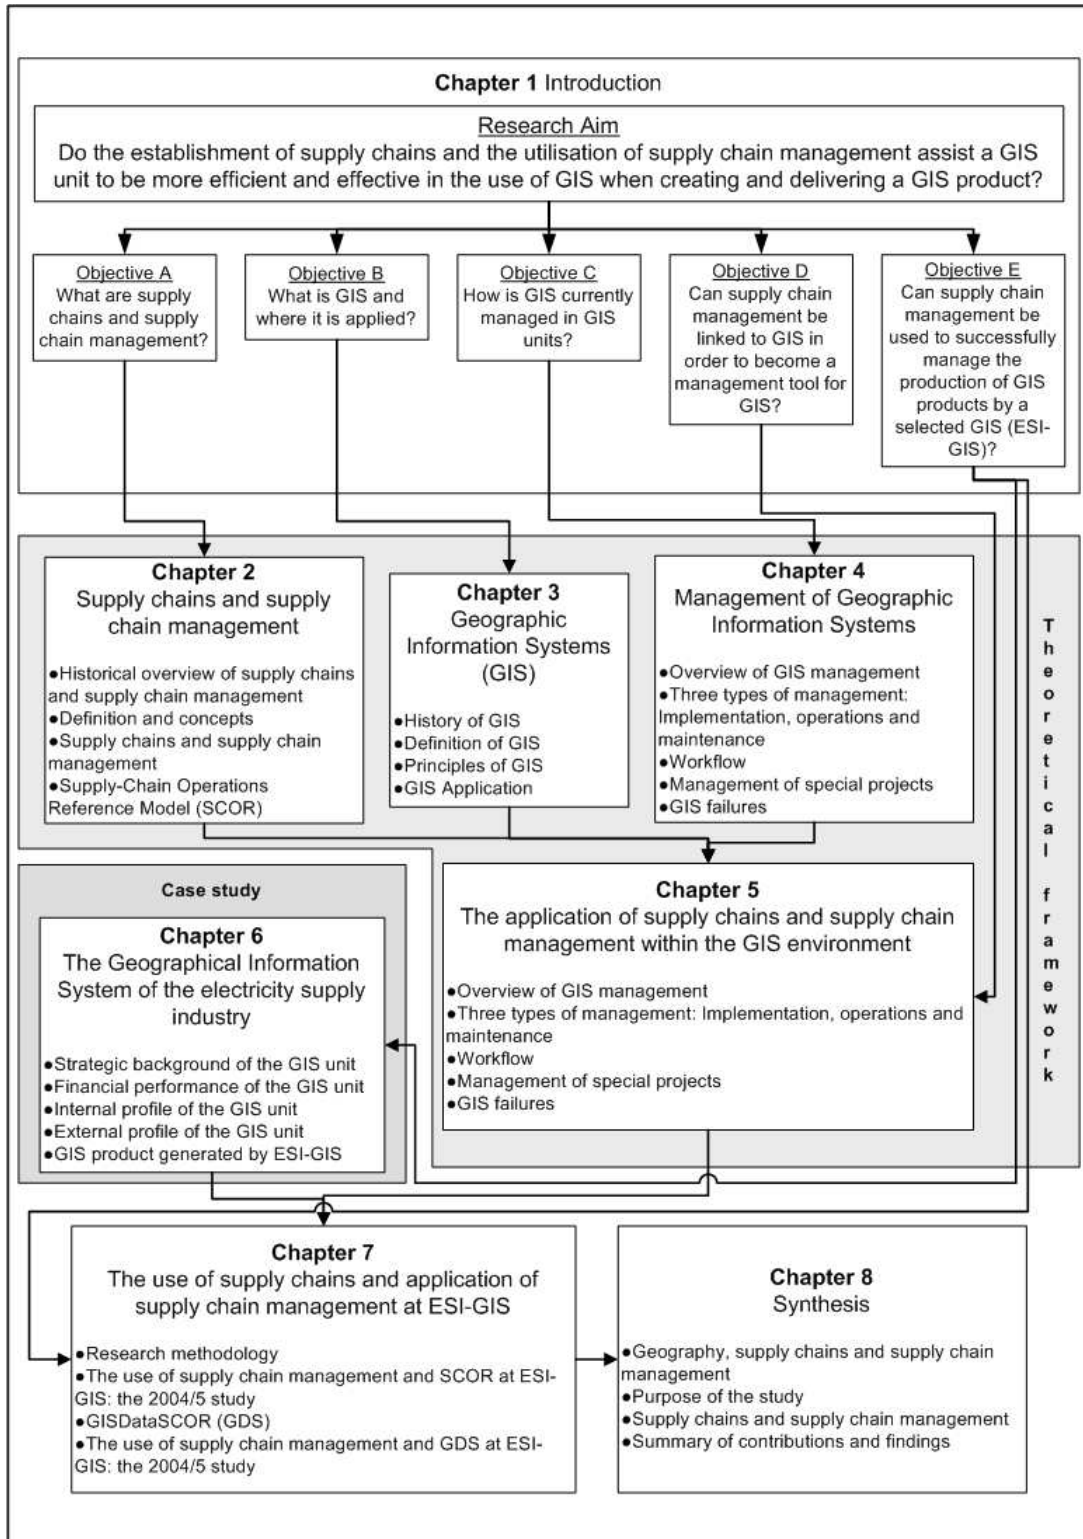 Chapter 1 Introduction
Research Aim
Do the establishment of supply chains and the utilisation of supply chain management assist a GIS
unit to be more efficient and effective in the use of GIS when creating and delivering a GIS product?
Objective A
What are supply
chains and supply
chain management?
Objective B
What is GIS and
where it is applied?
Objective C
How is GIS currently
managed in GIS
units?
Objective D
Can supply chain
management be
linked to GIS in
order to become a
management tool for
GIS?
Objective E
Can supply chain
management be
used to successfully
manage the
production of GIS
products by a
selected GIS (ESI-
GIS)?
Chapter 2
Supply chains and supply
chain management
●Historical overview of supply chains
and supply chain management
●Definition and concepts
●Supply chains and supply chain
management
●Supply-Chain Operations
Reference Model (SCOR)
Chapter 3
Geographic
Information Systems
(GIS)
●History of GIS
●Definition of GIS
●Principles of GIS
●GIS Application
Chapter 4
Management of Geographic
Information Systems
●Overview of GIS management
●Three types of management:
Implementation, operations and
maintenance
●Workflow
●Management of special projects
●GIS failures
Theoretical framework
Chapter 5
The application of supply chains and supply chain
management within the GIS environment
●Overview of GIS management
●Three types of management: Implementation, operations and
maintenance
●Workflow
●Management of special projects
●GIS failures
Case study
Chapter 6
The Geographical Information
System of the electricity supply
industry
●Strategic background of the GIS unit
●Financial performance of the GIS unit
●Internal profile of the GIS unit
●External profile of the GIS unit
●GIS product generated by ESI-GIS
Chapter 7
The use of supply chains and application of
supply chain management at ESI-GIS
●Research methodology
●The use of supply chain management and SCOR at ESI-
GIS: the 2004/5 study
●GISDataSCOR (GDS)
●The use of supply chain management and GDS at ESI-
GIS: the 2004/5 study
Chapter 8
Synthesis
●Geography, supply chains and supply chain
management
●Purpose of the study
●Supply chains and supply chain management
●Summary of contributions and findings